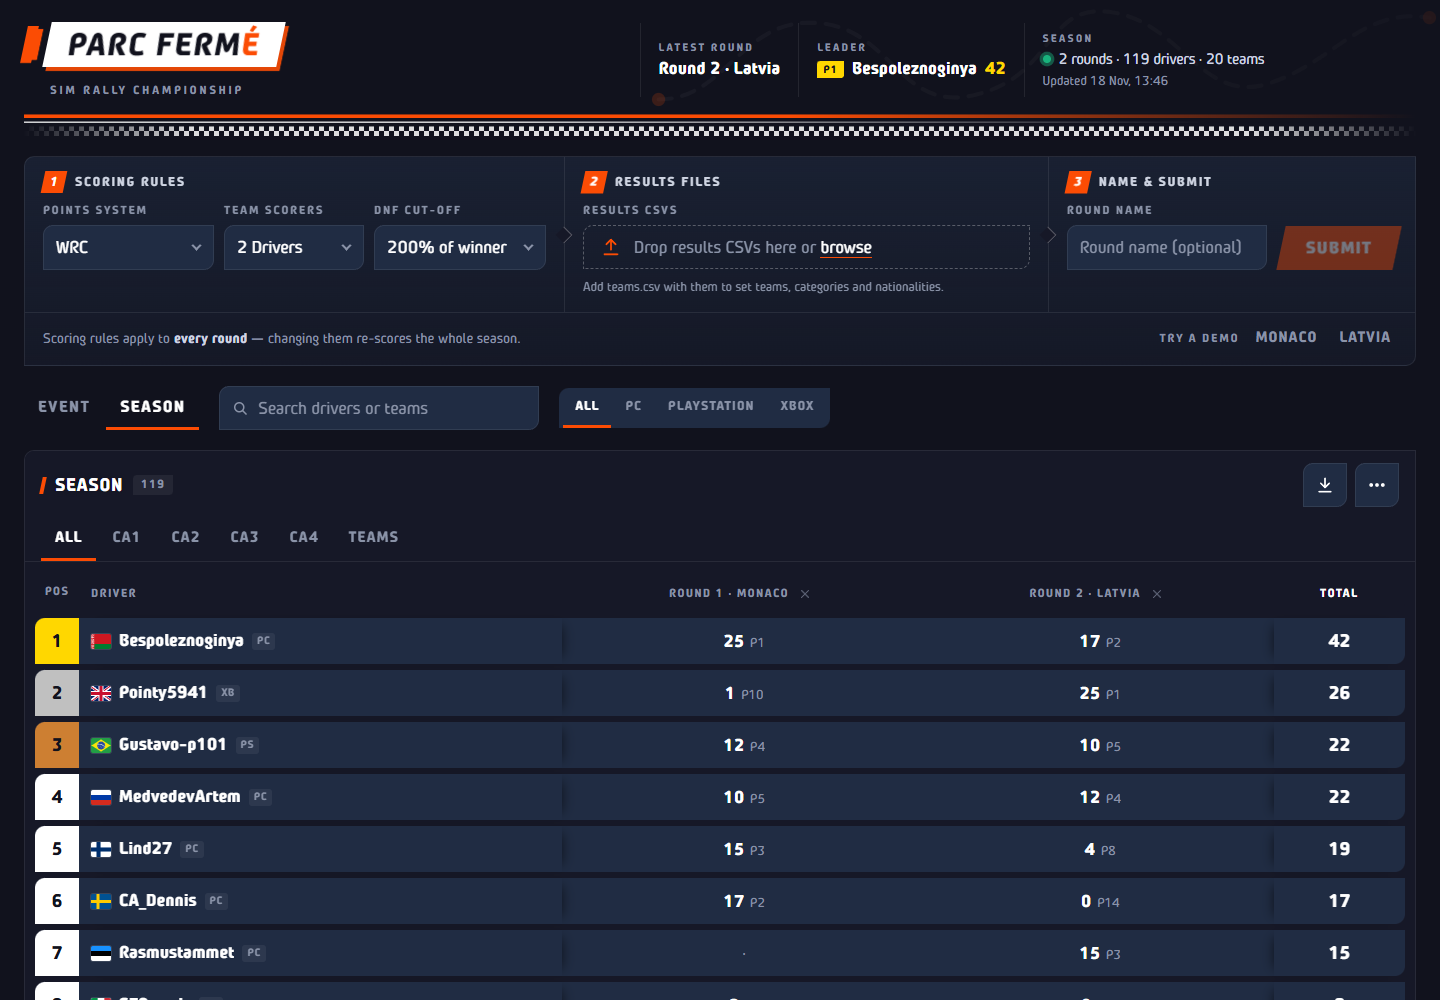 PARC FERMÉ
SIM RALLY CHAMPIONSHIP
LATEST ROUND
Round 2 · Latvia
LEADER
P1 Bespoleznoginya 42
SEASON
2 rounds · 119 drivers · 20 teams
Updated 18 Nov, 13:46
1 SCORING RULES
POINTS SYSTEM TEAM SCORERS DNF CUT-OFF
WRC 2 Drivers 200% of winner
2 RESULTS FILES
RESULTS CSVS
Drop results CSVs here or browse
Add teams.csv with them to set teams, categories and nationalities.
3 NAME & SUBMIT
ROUND NAME
Round name (optional) SUBMIT
Scoring rules apply to every round — changing them re-scores the whole season.
TRY A DEMO MONACO LATVIA
EVENT SEASON Search drivers or teams ALL PC PLAYSTATION XBOX
SEASON 119
ALL CA1 CA2 CA3 CA4 TEAMS
POS DRIVER ROUND 1 · MONACO × ROUND 2 · LATVIA × TOTAL
1 Bespoleznoginya PC 25 P1 17 P2 42
2 Pointy5941 XB 1 P10 25 P1 26
3 Gustavo-p101 PS 12 P4 10 P5 22
4 MedvedevArtem PC 10 P5 12 P4 22
5 Lind27 PC 15 P3 4 P8 19
6 CA_Dennis PC 17 P2 0 P14 17
7 Rasmustammet PC · 15 P3 15